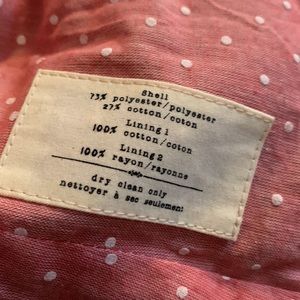 Shell
73% polyester/polyester
27% cotton/coton
Lining 1
100% cotton/coton
Lining 2
100% rayon/rayonne
dry clean only
nettoyer à sec seulement